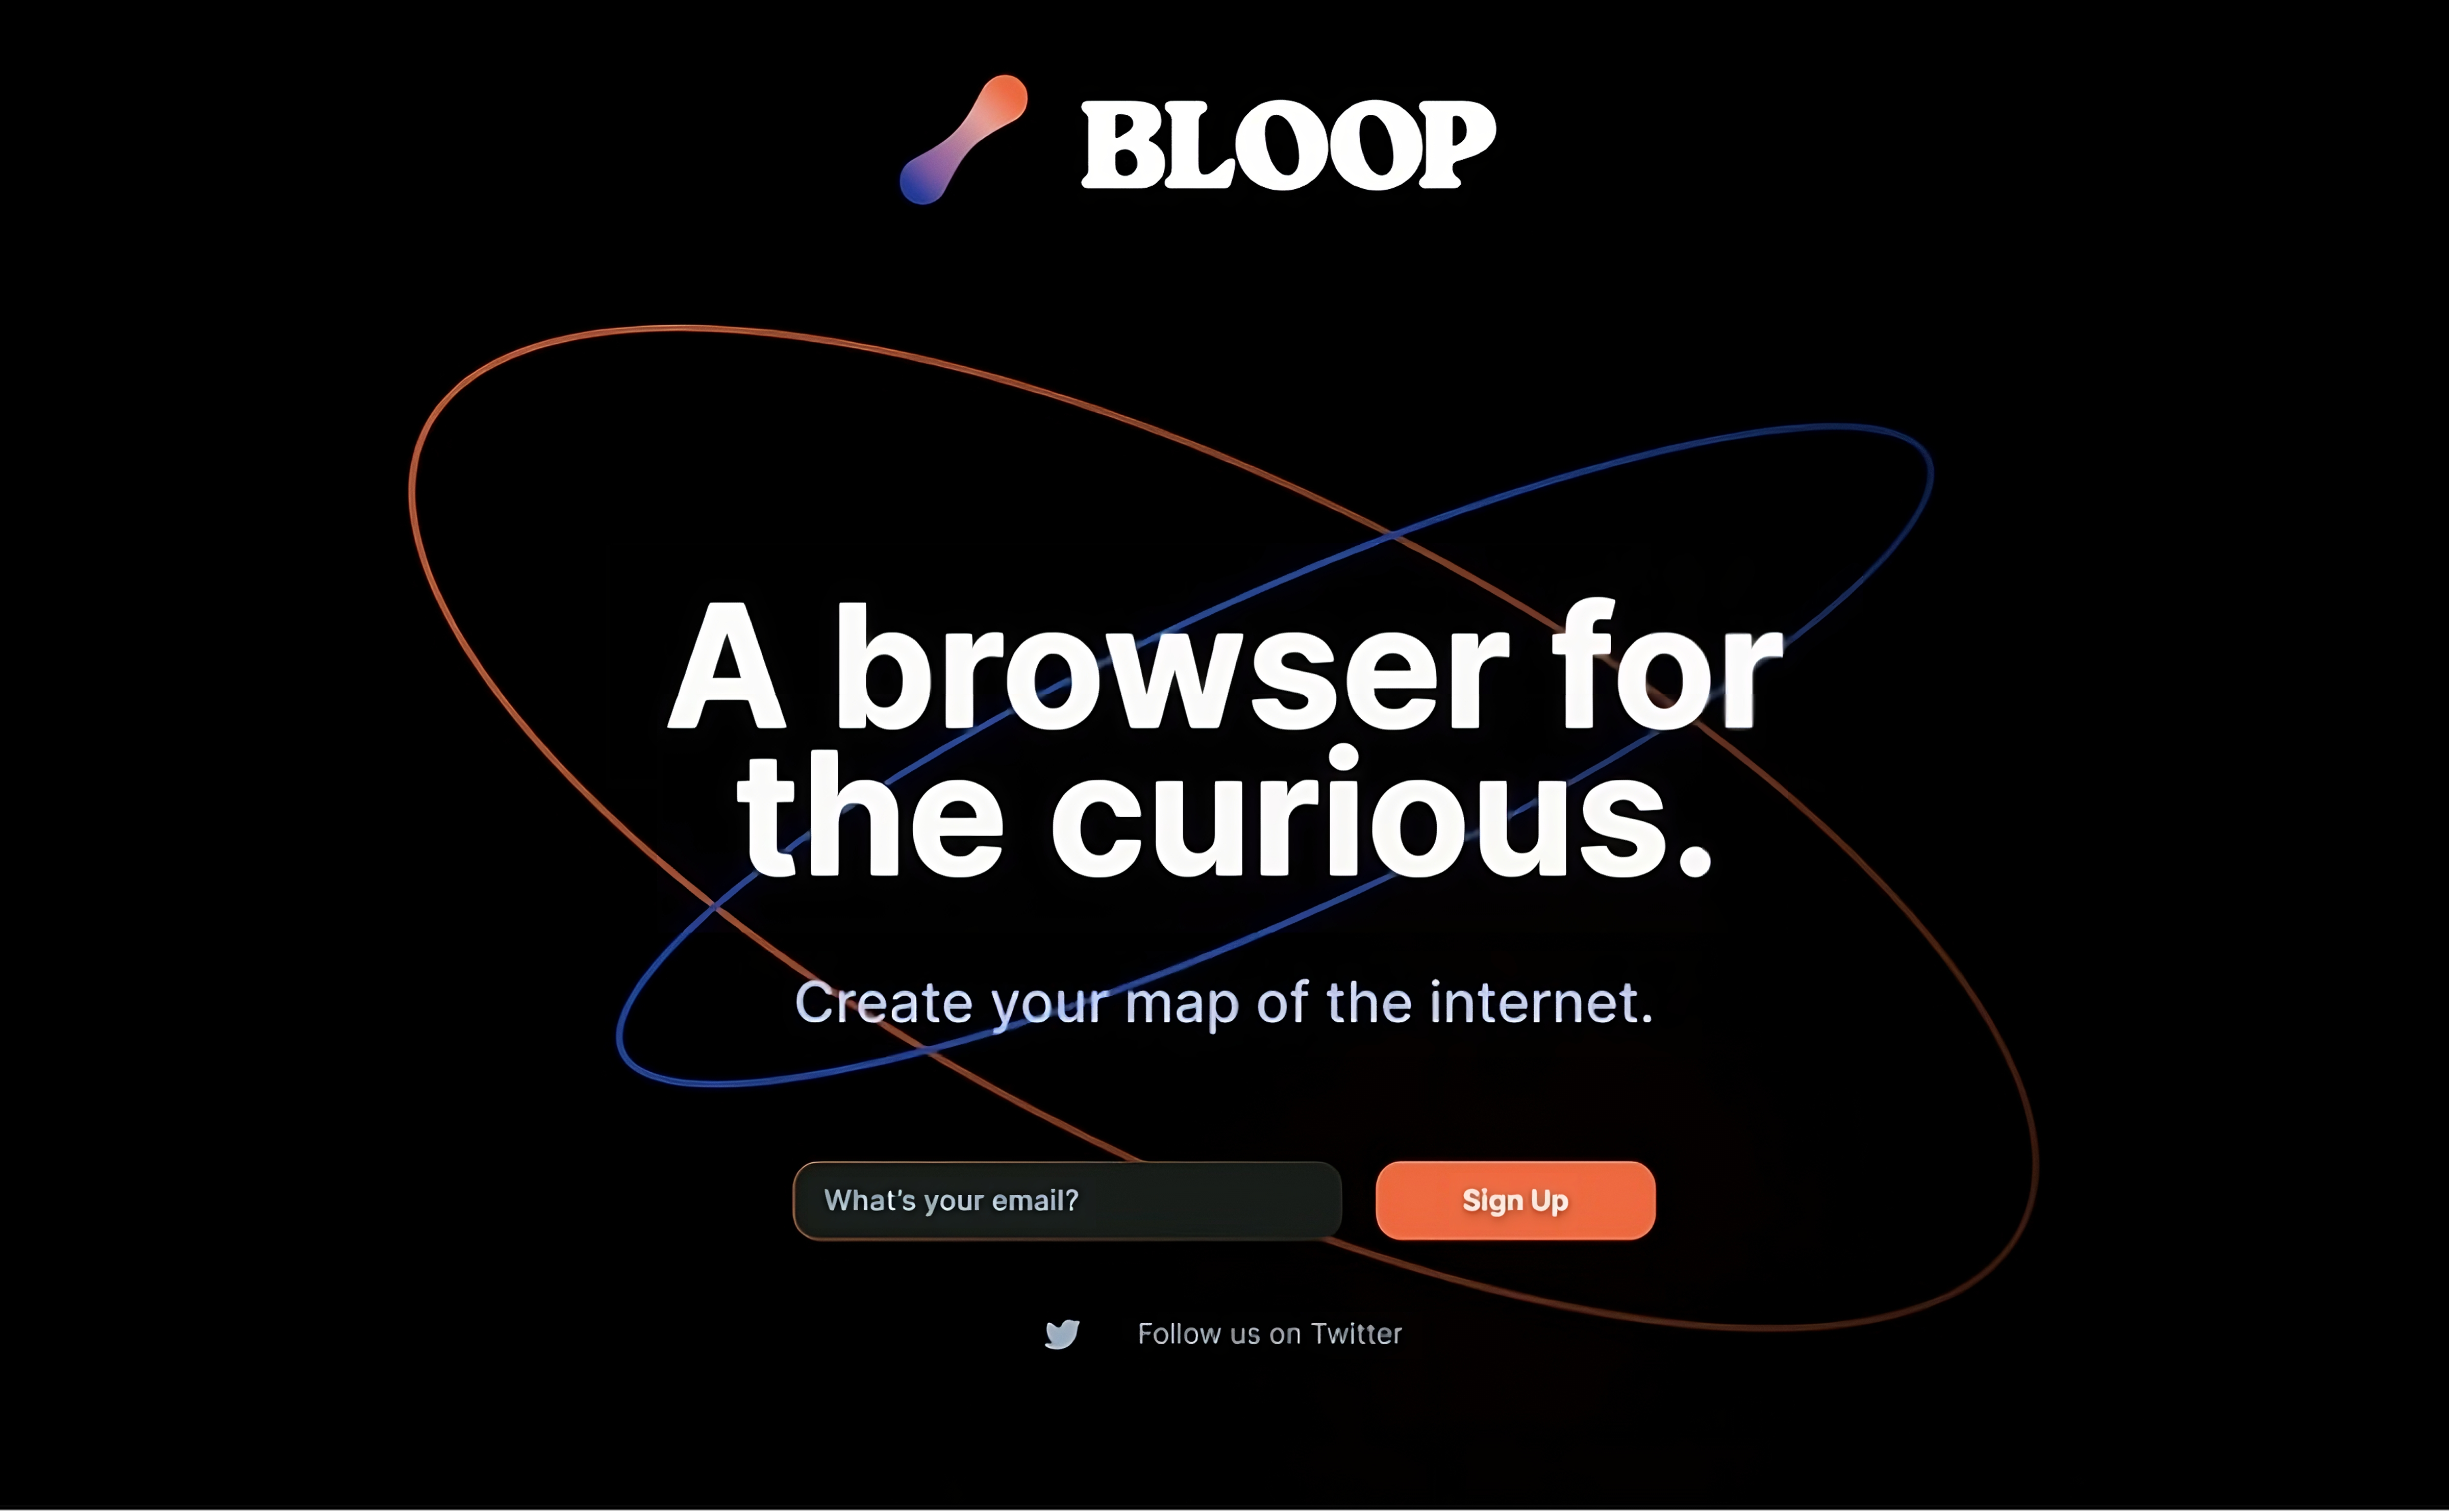 BLOOP
A browser for
the curious.
Create your map of the internet.
What's your email?
Sign Up
Follow us on Twitter